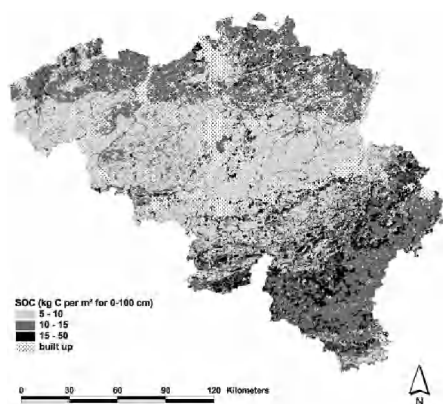 SOC (kg C per m² for 0-100 cm)
5 - 10
10 - 15
15 - 50
built up
0 30 60 90 120 Kilometers
N